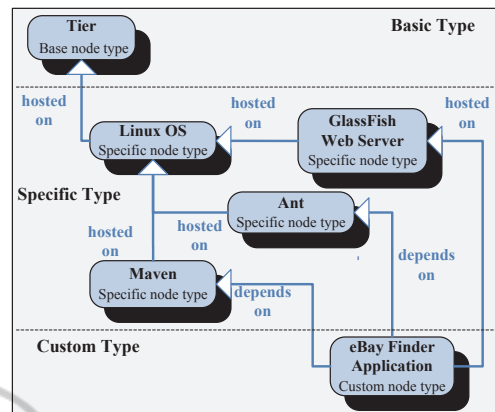 Tier
Base node type
Basic Type
hosted
on
hosted
on
hosted
on
Linux OS
Specific node type
GlassFish
Web Server
Specific node type
Specific Type
Ant
Specific node type
hosted
on
hosted
on
depends
on
Maven
Specific node type
depends
on
Custom Type
eBay Finder
Application
Custom node type